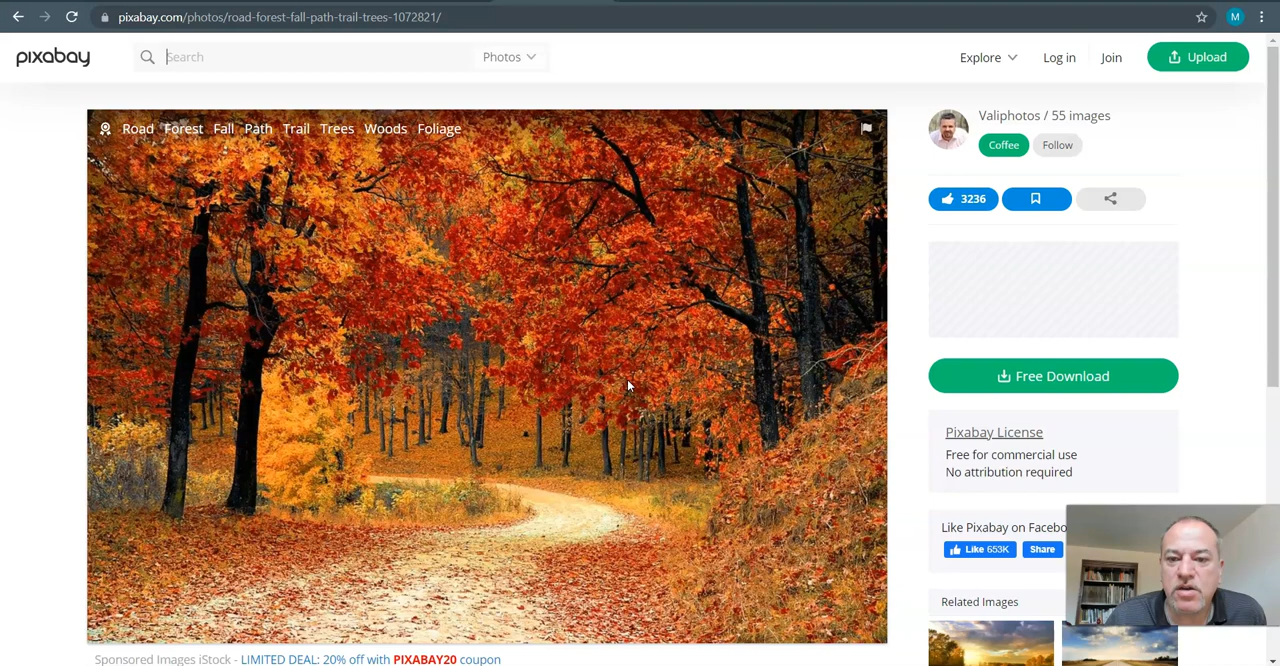 pixabay.com/photos/road-forest-fall-path-trail-trees-1072821/
M
pixabay
Search
Photos
Explore
Log in
Join
Upload
Road Forest Fall Path Trail Trees Woods Foliage
Valiphotos / 55 images
Coffee
Follow
3236
Free Download
Pixabay License
Free for commercial use
No attribution required
Like Pixabay on Facebo
Like 653K
Share
Related Images
Sponsored Images iStock - LIMITED DEAL: 20% off with PIXABAY20 coupon